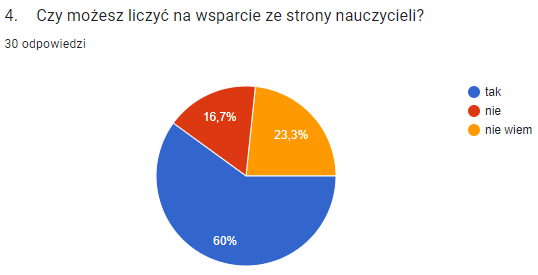 4. Czy możesz liczyć na wsparcie ze strony nauczycieli?
30 odpowiedzi
tak
nie
nie wiem
16,7%
23,3%
60%